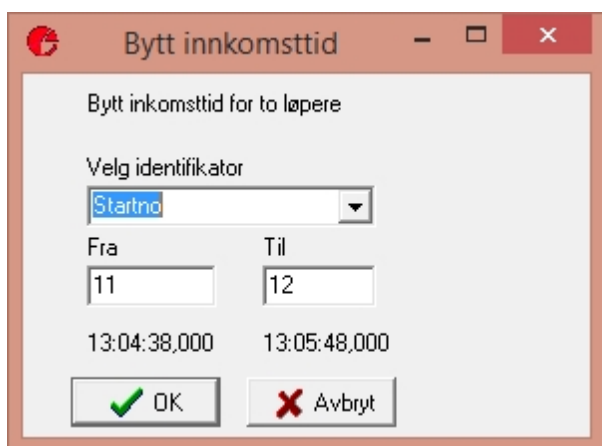 Bytt innkomsttid
Bytt inkomsttid for to løpere
Velg identifikator
Startno
Fra Til
11 12
13:04:38,000 13:05:48,000
OK Avbryt